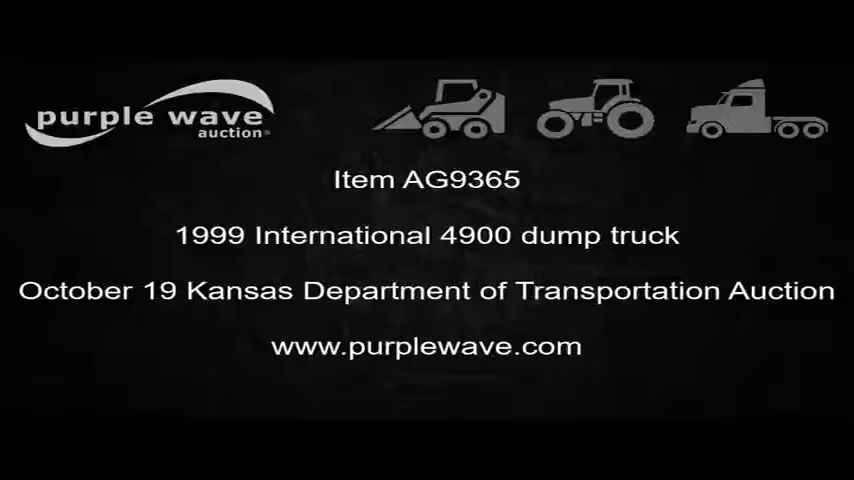 purple wave
auction®
Item AG9365
1999 International 4900 dump truck
October 19 Kansas Department of Transportation Auction
www.purplewave.com